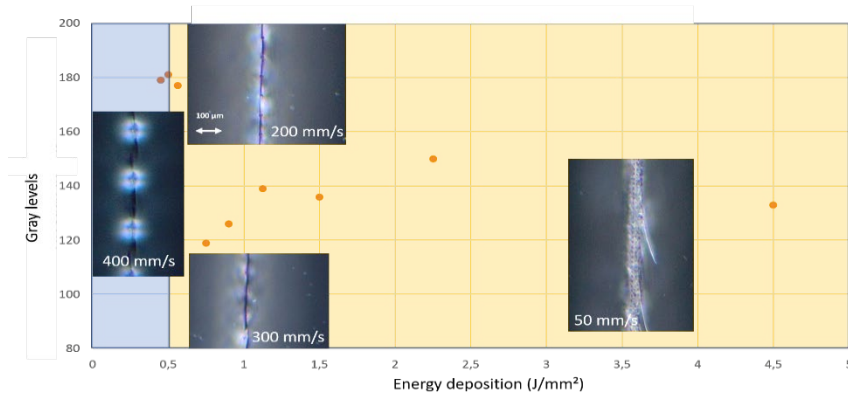 200
180
160
140
120
100
80
Gray levels
0
0,5
1
1,5
2
2,5
3
3,5
4
4,5
5
Energy deposition (J/mm²)
100 µm
200 mm/s
400 mm/s
300 mm/s
50 mm/s